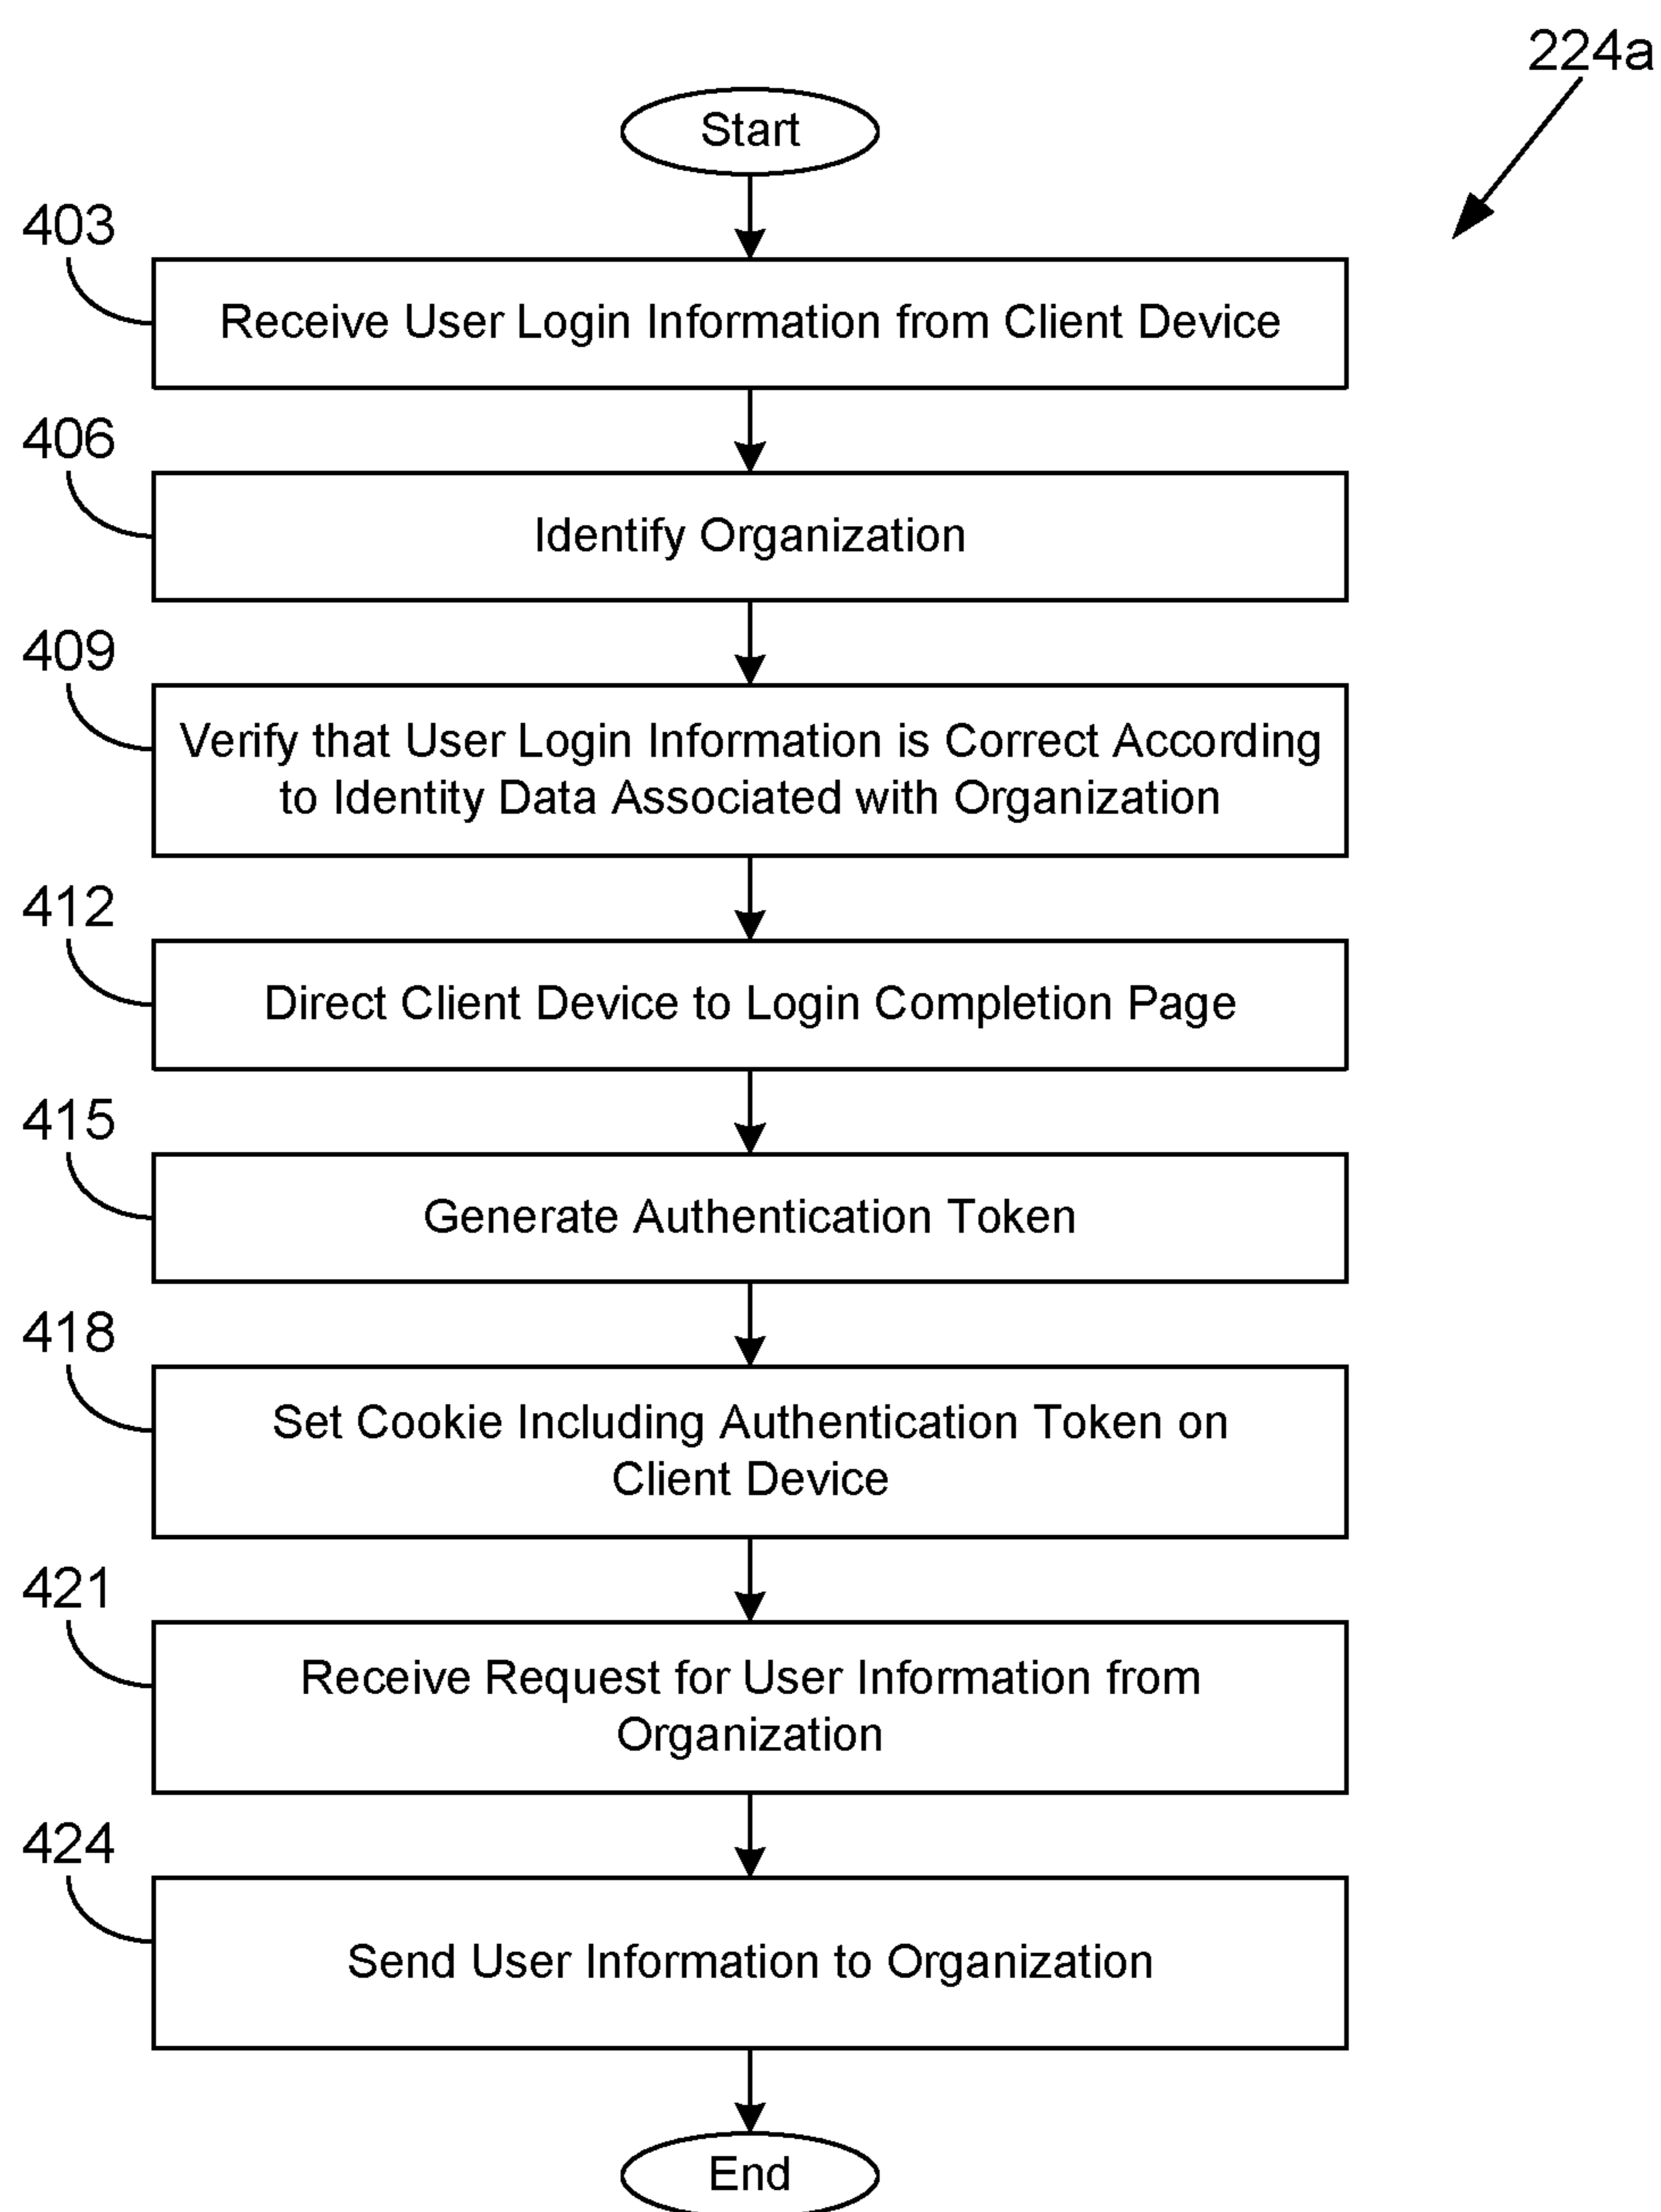 224a
Start
403
Receive User Login Information from Client Device
406
Identify Organization
409
Verify that User Login Information is Correct According
to Identity Data Associated with Organization
412
Direct Client Device to Login Completion Page
415
Generate Authentication Token
418
Set Cookie Including Authentication Token on
Client Device
421
Receive Request for User Information from
Organization
424
Send User Information to Organization
End